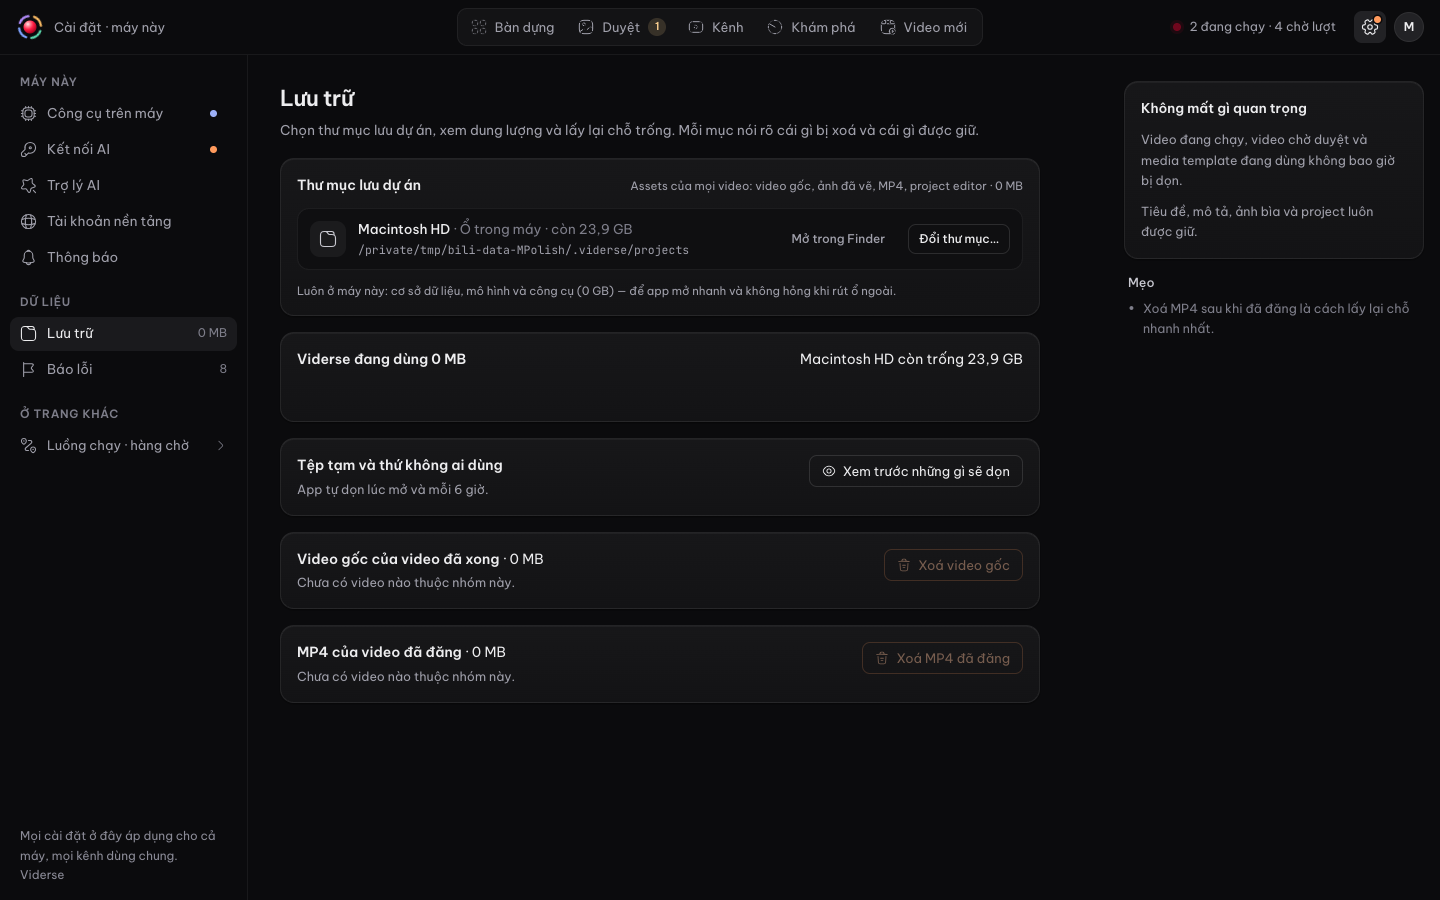 Cài đặt · máy này
Bàn dựng
Duyệt 1
Kênh
Khám phá
Video mới
2 đang chạy · 4 chờ lượt
M
MÁY NÀY
Công cụ trên máy
Kết nối AI
Trợ lý AI
Tài khoản nền tảng
Thông báo
DỮ LIỆU
Lưu trữ 0 MB
Báo lỗi 8
Ở TRANG KHÁC
Luồng chạy · hàng chờ
Mọi cài đặt ở đây áp dụng cho cả
máy, mọi kênh dùng chung.
Viderse
Lưu trữ
Chọn thư mục lưu dự án, xem dung lượng và lấy lại chỗ trống. Mỗi mục nói rõ cái gì bị xoá và cái gì được giữ.
Thư mục lưu dự án
Assets của mọi video: video gốc, ảnh đã vẽ, MP4, project editor · 0 MB
Macintosh HD · Ổ trong máy · còn 23,9 GB
/private/tmp/bili-data-MPolish/.viderse/projects
Mở trong Finder
Đổi thư mục...
Luôn ở máy này: cơ sở dữ liệu, mô hình và công cụ (0 GB) — để app mở nhanh và không hỏng khi rút ổ ngoài.
Viderse đang dùng 0 MB
Macintosh HD còn trống 23,9 GB
Tệp tạm và thứ không ai dùng
App tự dọn lúc mở và mỗi 6 giờ.
Xem trước những gì sẽ dọn
Video gốc của video đã xong · 0 MB
Chưa có video nào thuộc nhóm này.
Xoá video gốc
MP4 của video đã đăng · 0 MB
Chưa có video nào thuộc nhóm này.
Xoá MP4 đã đăng
Không mất gì quan trọng
Video đang chạy, video chờ duyệt và
media template đang dùng không bao giờ
bị dọn.
Tiêu đề, mô tả, ảnh bìa và project luôn
được giữ.
Mẹo
• Xoá MP4 sau khi đã đăng là cách lấy lại chỗ
nhanh nhất.